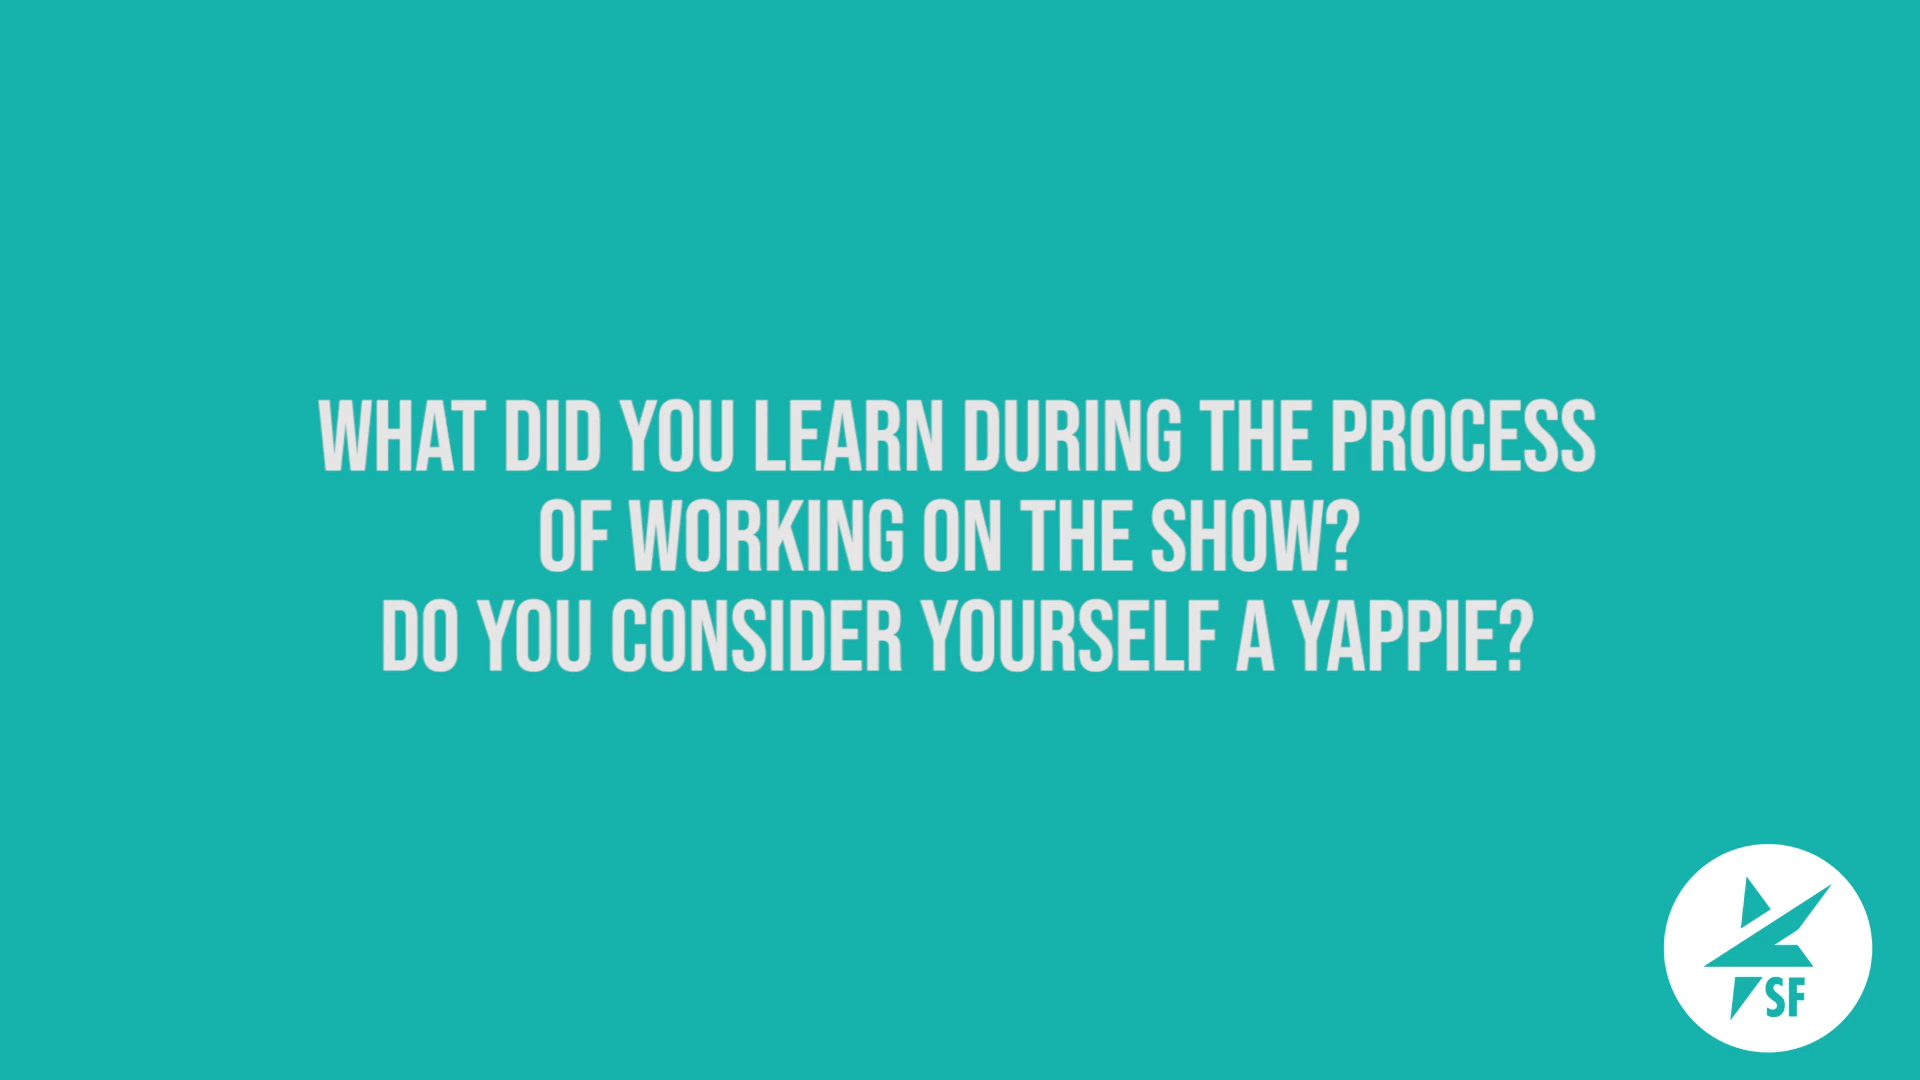 WHAT DID YOU LEARN DURING THE PROCESS
OF WORKING ON THE SHOW?
DO YOU CONSIDER YOURSELF A YAPPIE?
SF